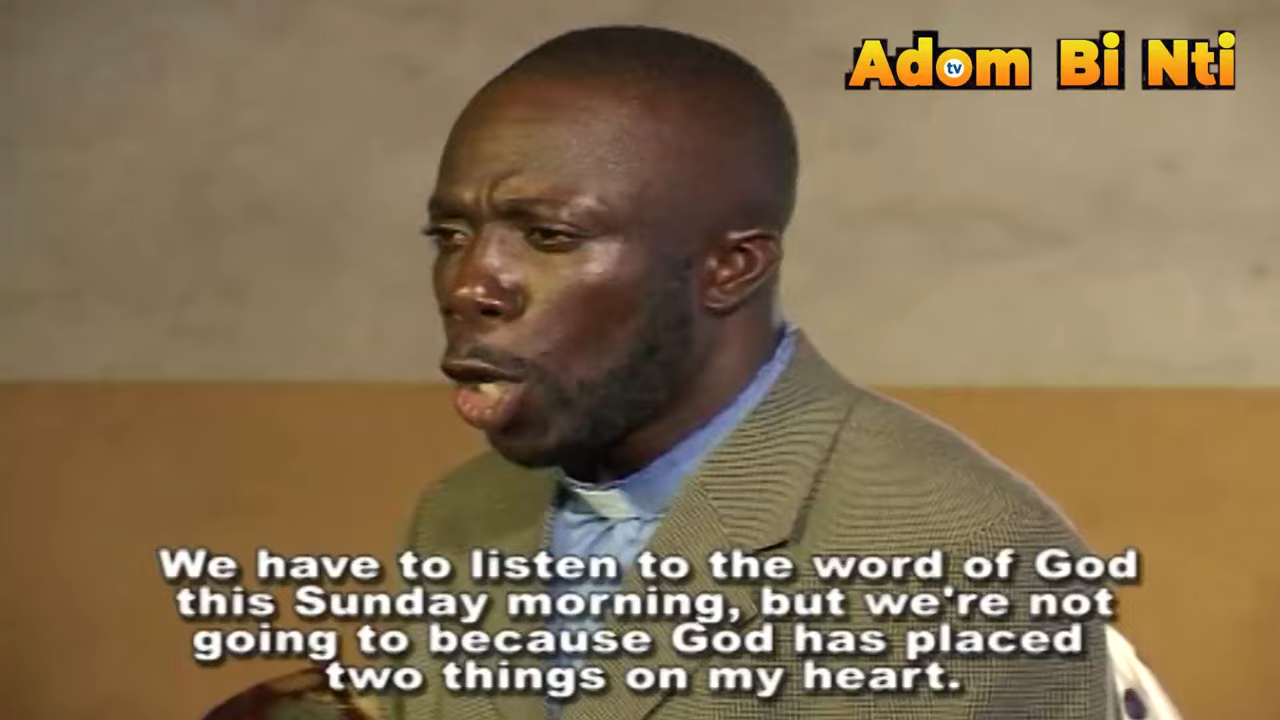 Adom Bi Nti
tv
We have to listen to the word of God
this Sunday morning, but we're not
going to because God has placed
two things on my heart.